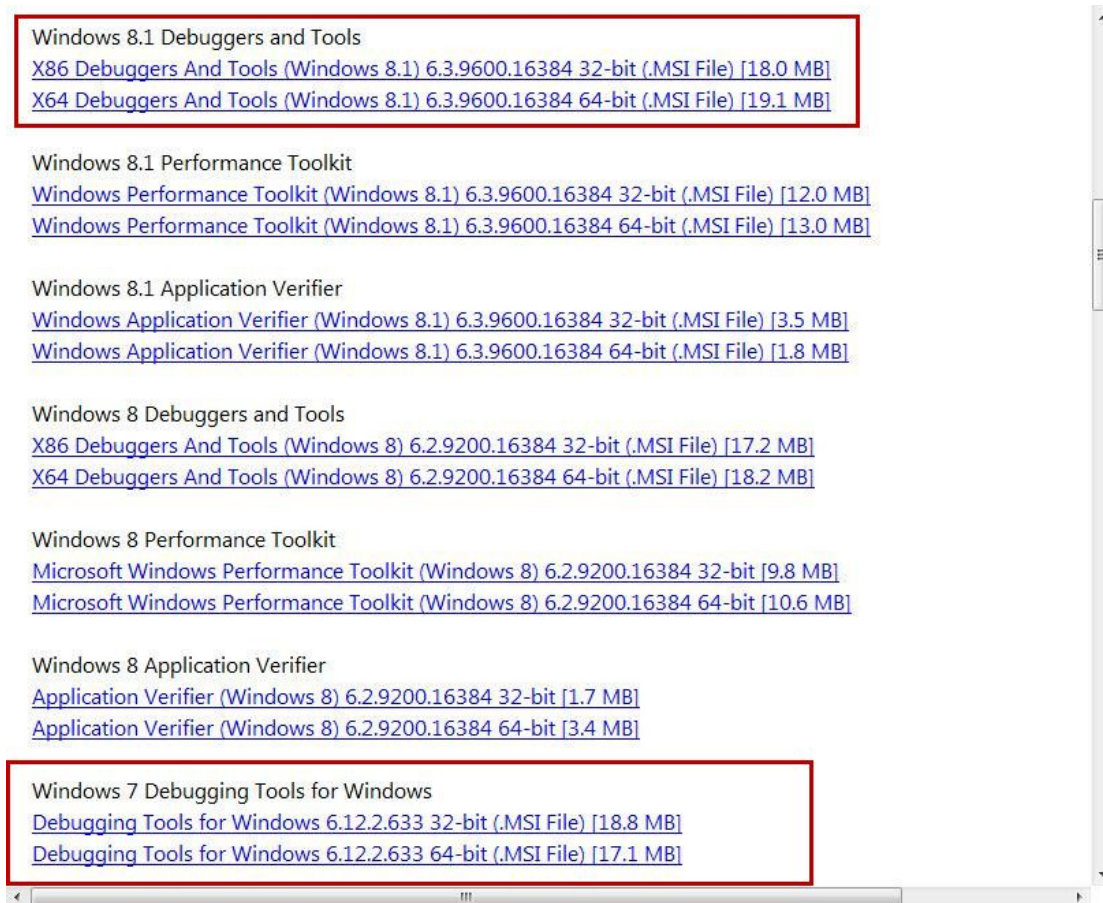 Windows 8.1 Debuggers and Tools
X86 Debuggers And Tools (Windows 8.1) 6.3.9600.16384 32-bit (.MSI File) [18.0 MB]
X64 Debuggers And Tools (Windows 8.1) 6.3.9600.16384 64-bit (.MSI File) [19.1 MB]
Windows 8.1 Performance Toolkit
Windows Performance Toolkit (Windows 8.1) 6.3.9600.16384 32-bit (.MSI File) [12.0 MB]
Windows Performance Toolkit (Windows 8.1) 6.3.9600.16384 64-bit (.MSI File) [13.0 MB]
Windows 8.1 Application Verifier
Windows Application Verifier (Windows 8.1) 6.3.9600.16384 32-bit (.MSI File) [3.5 MB]
Windows Application Verifier (Windows 8.1) 6.3.9600.16384 64-bit (.MSI File) [1.8 MB]
Windows 8 Debuggers and Tools
X86 Debuggers And Tools (Windows 8) 6.2.9200.16384 32-bit (.MSI File) [17.2 MB]
X64 Debuggers And Tools (Windows 8) 6.2.9200.16384 64-bit (.MSI File) [18.2 MB]
Windows 8 Performance Toolkit
Microsoft Windows Performance Toolkit (Windows 8) 6.2.9200.16384 32-bit [9.8 MB]
Microsoft Windows Performance Toolkit (Windows 8) 6.2.9200.16384 64-bit [10.6 MB]
Windows 8 Application Verifier
Application Verifier (Windows 8) 6.2.9200.16384 32-bit [1.7 MB]
Application Verifier (Windows 8) 6.2.9200.16384 64-bit [3.4 MB]
Windows 7 Debugging Tools for Windows
Debugging Tools for Windows 6.12.2.633 32-bit (.MSI File) [18.8 MB]
Debugging Tools for Windows 6.12.2.633 64-bit (.MSI File) [17.1 MB]